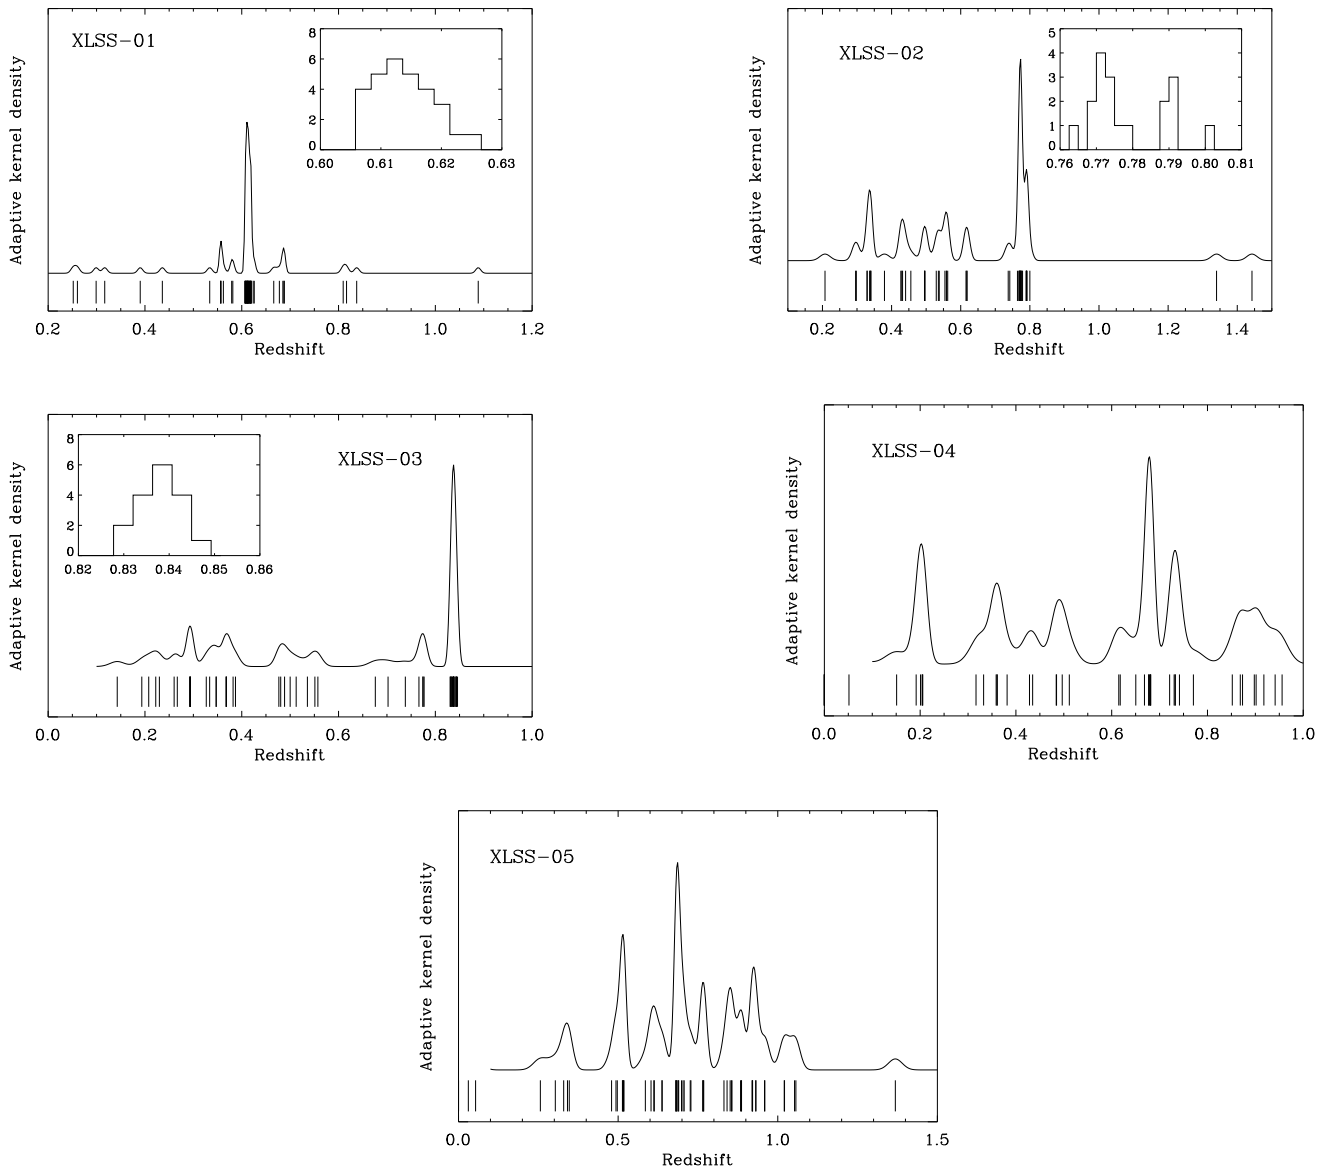 XLSS-01
Adaptive kernel density
8
6
4
2
0
0.60 0.61 0.62 0.63
0.2 0.4 0.6 0.8 1.0 1.2
Redshift
XLSS-02
Adaptive kernel density
5
4
3
2
1
0
0.76 0.77 0.78 0.79 0.80 0.81
0.2 0.4 0.6 0.8 1.0 1.2 1.4
Redshift
XLSS-03
Adaptive kernel density
8
6
4
2
0
0.82 0.83 0.84 0.85 0.86
0.0 0.2 0.4 0.6 0.8 1.0
Redshift
XLSS-04
Adaptive kernel density
0.0 0.2 0.4 0.6 0.8 1.0
Redshift
XLSS-05
Adaptive kernel density
0.0 0.5 1.0 1.5
Redshift